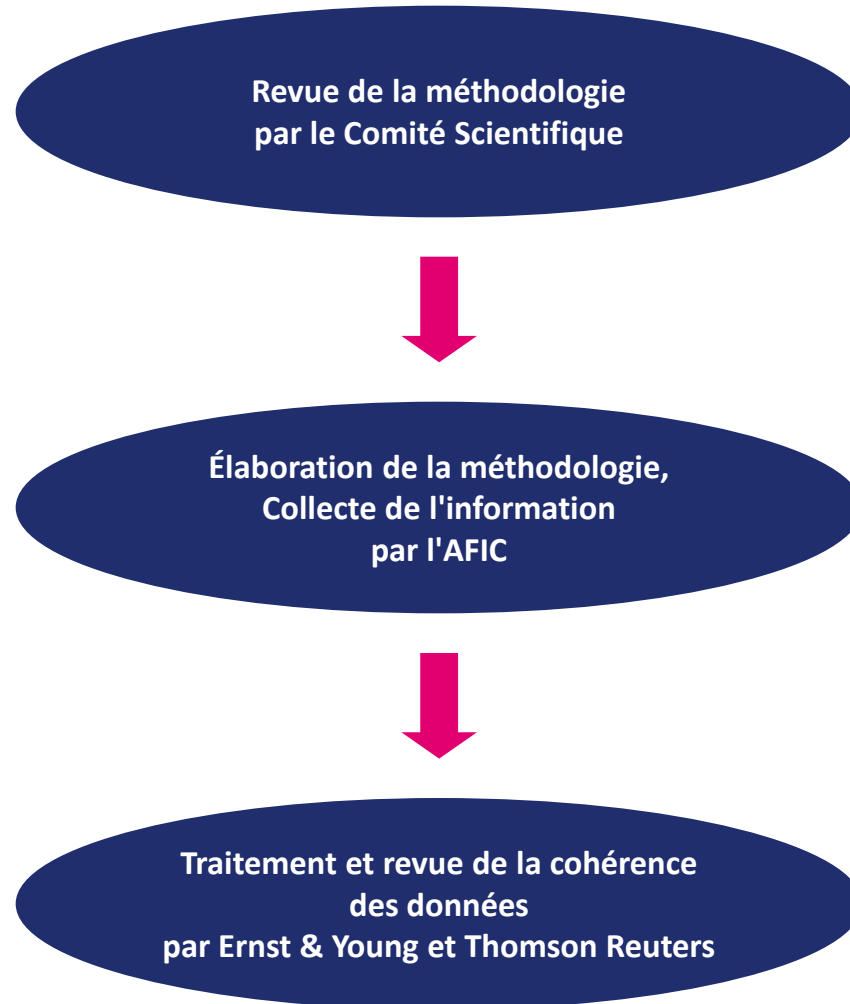 Revue de la méthodologie
par le Comité Scientifique
Élaboration de la méthodologie,
Collecte de l'information
par l'AFIC
Traitement et revue de la cohérence
des données
par Ernst & Young et Thomson Reuters